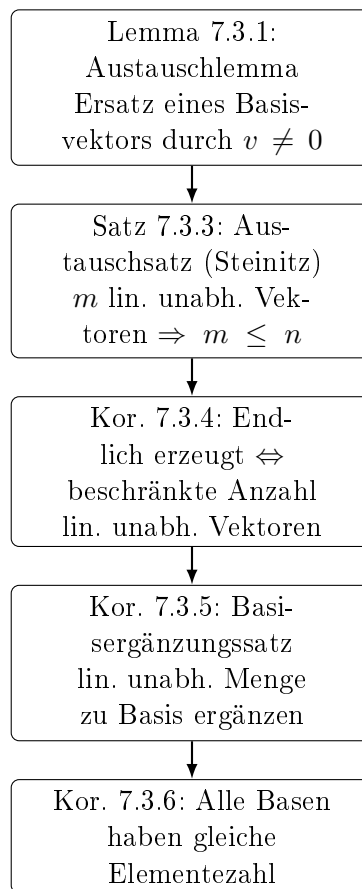 Lemma 7.3.1:
Austauschlemma
Ersatz eines Basis-
vektors durch v ≠ 0
Satz 7.3.3: Aus-
tauschsatz (Steinitz)
m lin. unabh. Vek-
toren ⇒ m ≤ n
Kor. 7.3.4: End-
lich erzeugt ⇔
beschränkte Anzahl
lin. unabh. Vektoren
Kor. 7.3.5: Basi-
sergänzungssatz
lin. unabh. Menge
zu Basis ergänzen
Kor. 7.3.6: Alle Basen
haben gleiche
Elementezahl